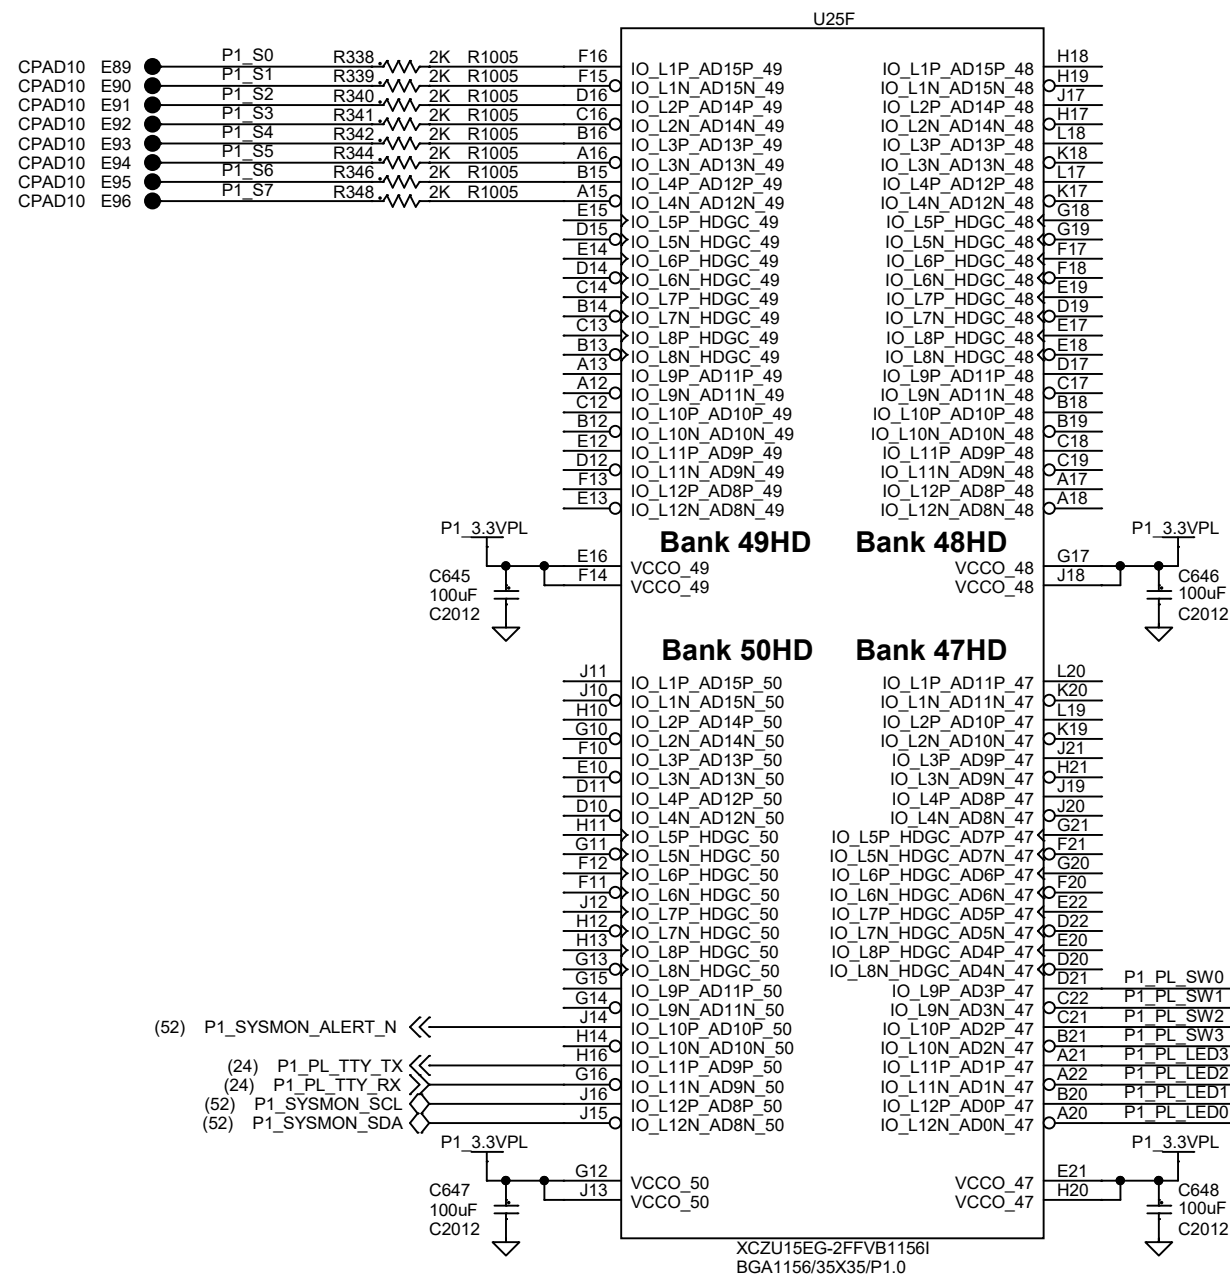 U25F
CPAD10 E89 P1_S0 R338 2K R1005 F16 IO_L1P_AD15P_49 IO_L1P_AD15P_48 H18
CPAD10 E90 P1_S1 R339 2K R1005 F15 IO_L1N_AD15N_49 IO_L1N_AD15N_48 H19
CPAD10 E91 P1_S2 R340 2K R1005 D16 IO_L2P_AD14P_49 IO_L2P_AD14P_48 J17
CPAD10 E92 P1_S3 R341 2K R1005 C16 IO_L2N_AD14N_49 IO_L2N_AD14N_48 H17
CPAD10 E93 P1_S4 R342 2K R1005 B16 IO_L3P_AD13P_49 IO_L3P_AD13P_48 L18
CPAD10 E94 P1_S5 R344 2K R1005 A16 IO_L3N_AD13N_49 IO_L3N_AD13N_48 K18
CPAD10 E95 P1_S6 R346 2K R1005 B15 IO_L4P_AD12P_49 IO_L4P_AD12P_48 L17
CPAD10 E96 P1_S7 R348 2K R1005 A15 IO_L4N_AD12N_49 IO_L4N_AD12N_48 K17
E15 IO_L5P_HDGC_49 IO_L5P_HDGC_48 G18
D15 IO_L5N_HDGC_49 IO_L5N_HDGC_48 G19
E14 IO_L6P_HDGC_49 IO_L6P_HDGC_48 F17
D14 IO_L6N_HDGC_49 IO_L6N_HDGC_48 F18
C14 IO_L7P_HDGC_49 IO_L7P_HDGC_48 E19
B14 IO_L7N_HDGC_49 IO_L7N_HDGC_48 D19
C13 IO_L8P_HDGC_49 IO_L8P_HDGC_48 E17
B13 IO_L8N_HDGC_49 IO_L8N_HDGC_48 E18
A13 IO_L9P_AD11P_49 IO_L9P_AD11P_48 D17
A12 IO_L9N_AD11N_49 IO_L9N_AD11N_48 C17
C12 IO_L10P_AD10P_49 IO_L10P_AD10P_48 B18
B12 IO_L10N_AD10N_49 IO_L10N_AD10N_48 B19
E12 IO_L11P_AD9P_49 IO_L11P_AD9P_48 C18
D12 IO_L11N_AD9N_49 IO_L11N_AD9N_48 C19
F13 IO_L12P_AD8P_49 IO_L12P_AD8P_48 A17
E13 IO_L12N_AD8N_49 IO_L12N_AD8N_48 A18
P1_3.3VPL Bank 49HD Bank 48HD P1_3.3VPL
E16 VCCO_49 VCCO_48 G17
C645 F14 VCCO_49 VCCO_48 J18 C646
100uF 100uF
C2012 C2012
Bank 50HD Bank 47HD
J11 IO_L1P_AD15P_50 IO_L1P_AD11P_47 L20
J10 IO_L1N_AD15N_50 IO_L1N_AD11N_47 K20
H10 IO_L2P_AD14P_50 IO_L2P_AD10P_47 L19
G10 IO_L2N_AD14N_50 IO_L2N_AD10N_47 K19
F10 IO_L3P_AD13P_50 IO_L3P_AD9P_47 J21
E10 IO_L3N_AD13N_50 IO_L3N_AD9N_47 H21
D11 IO_L4P_AD12P_50 IO_L4P_AD8P_47 J19
D10 IO_L4N_AD12N_50 IO_L4N_AD8N_47 J20
H11 IO_L5P_HDGC_50 IO_L5P_HDGC_AD7P_47 G21
G11 IO_L5N_HDGC_50 IO_L5N_HDGC_AD7N_47 F21
F12 IO_L6P_HDGC_50 IO_L6P_HDGC_AD6P_47 G20
F11 IO_L6N_HDGC_50 IO_L6N_HDGC_AD6N_47 F20
J12 IO_L7P_HDGC_50 IO_L7P_HDGC_AD5P_47 E22
H12 IO_L7N_HDGC_50 IO_L7N_HDGC_AD5N_47 D22
H13 IO_L8P_HDGC_50 IO_L8P_HDGC_AD4P_47 E20
G13 IO_L8N_HDGC_50 IO_L8N_HDGC_AD4N_47 D20
G15 IO_L9P_AD11P_50 IO_L9P_AD3P_47 D21 P1_PL_SW0
G14 IO_L9N_AD11N_50 IO_L9N_AD3N_47 C22 P1_PL_SW1
(52) P1_SYSMON_ALERT_N J14 IO_L10P_AD10P_50 IO_L10P_AD2P_47 C21 P1_PL_SW2
H14 IO_L10N_AD10N_50 IO_L10N_AD2N_47 B21 P1_PL_SW3
(24) P1_PL_TTY_TX H16 IO_L11P_AD9P_50 IO_L11P_AD1P_47 A21 P1_PL_LED3
(24) P1_PL_TTY_RX G16 IO_L11N_AD9N_50 IO_L11N_AD1N_47 A22 P1_PL_LED2
(52) P1_SYSMON_SCL J16 IO_L12P_AD8P_50 IO_L12P_AD0P_47 B20 P1_PL_LED1
(52) P1_SYSMON_SDA J15 IO_L12N_AD8N_50 IO_L12N_AD0N_47 A20 P1_PL_LED0
P1_3.3VPL P1_3.3VPL
G12 VCCO_50 VCCO_47 E21
C647 J13 VCCO_50 VCCO_47 H20 C648
100uF 100uF
C2012 C2012
XCZU15EG-2FFVB1156I
BGA1156/35X35/P1.0